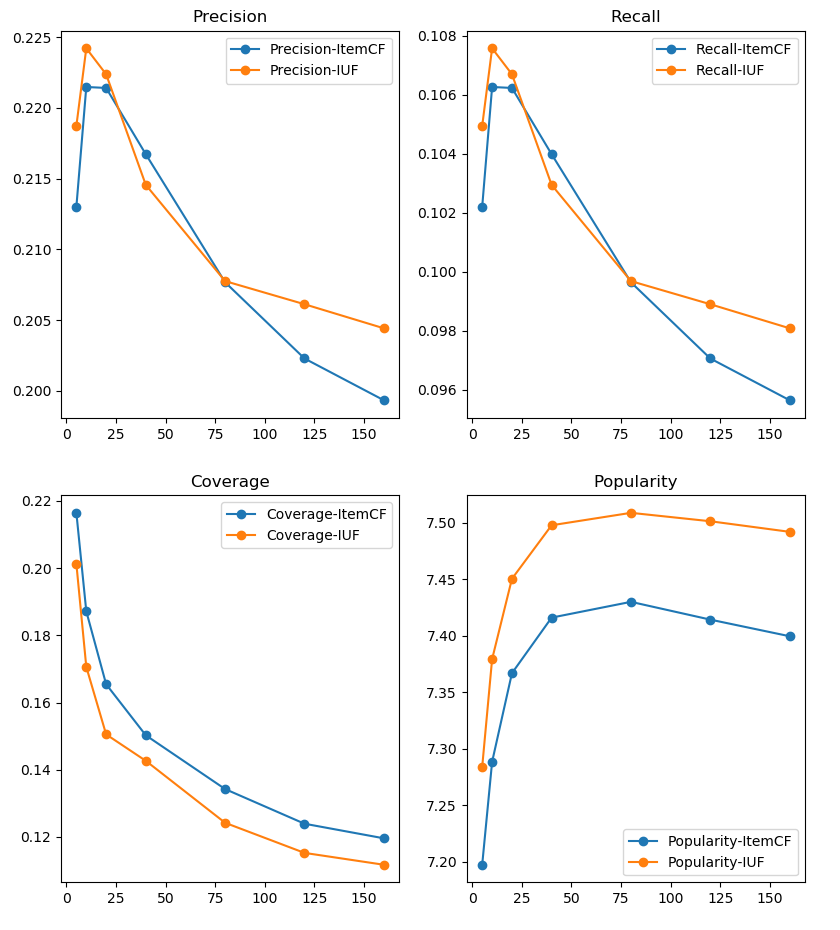 Precision
0.225
0.220
0.215
0.210
0.205
0.200
Precision-ItemCF
Precision-IUF
0 25 50 75 100 125 150
Recall
0.108
0.106
0.104
0.102
0.100
0.098
0.096
Recall-ItemCF
Recall-IUF
0 25 50 75 100 125 150
Coverage
0.22
0.20
0.18
0.16
0.14
0.12
Coverage-ItemCF
Coverage-IUF
0 25 50 75 100 125 150
Popularity
7.50
7.45
7.40
7.35
7.30
7.25
7.20
Popularity-ItemCF
Popularity-IUF
0 25 50 75 100 125 150